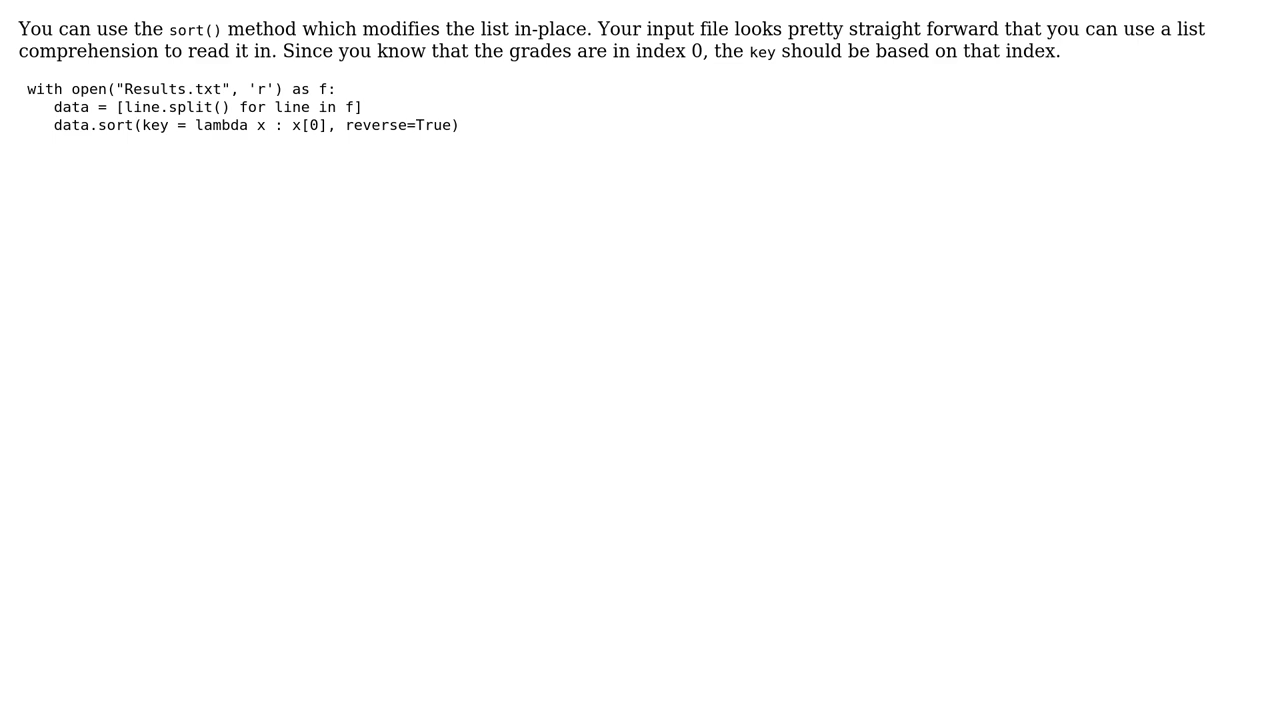 You can use the sort() method which modifies the list in-place. Your input file looks pretty straight forward that you can use a list
comprehension to read it in. Since you know that the grades are in index 0, the key should be based on that index.
with open("Results.txt", 'r') as f:
   data = [line.split() for line in f]
   data.sort(key = lambda x : x[0], reverse=True)